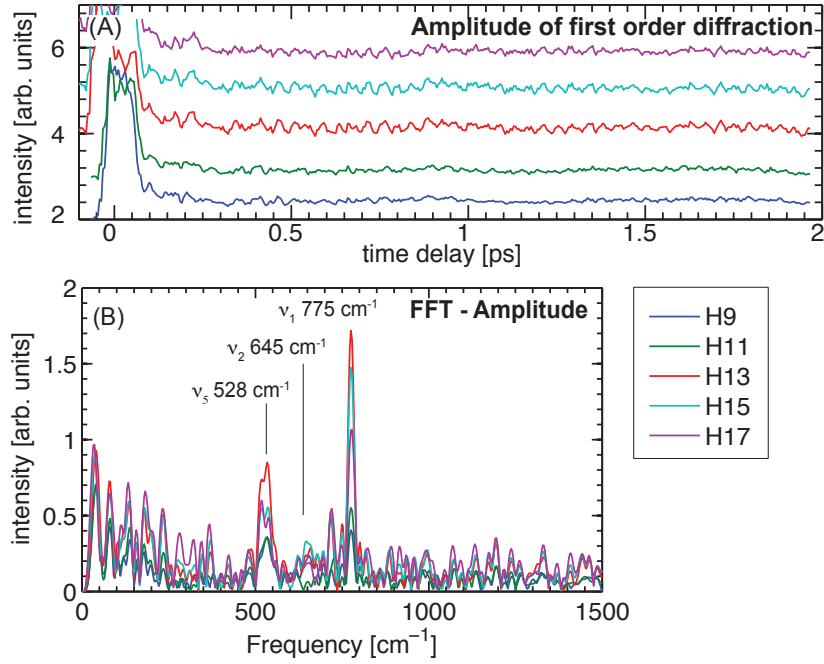 (A) Amplitude of first order diffraction
intensity [arb. units]
6
4
2
0 0.5 1 1.5 2
time delay [ps]
(B) FFT - Amplitude
ν₁ 775 cm⁻¹
ν₂ 645 cm⁻¹
ν₅ 528 cm⁻¹
intensity [arb. units]
2
1.5
1
0.5
0
0 500 1000 1500
Frequency [cm⁻¹]
H9
H11
H13
H15
H17